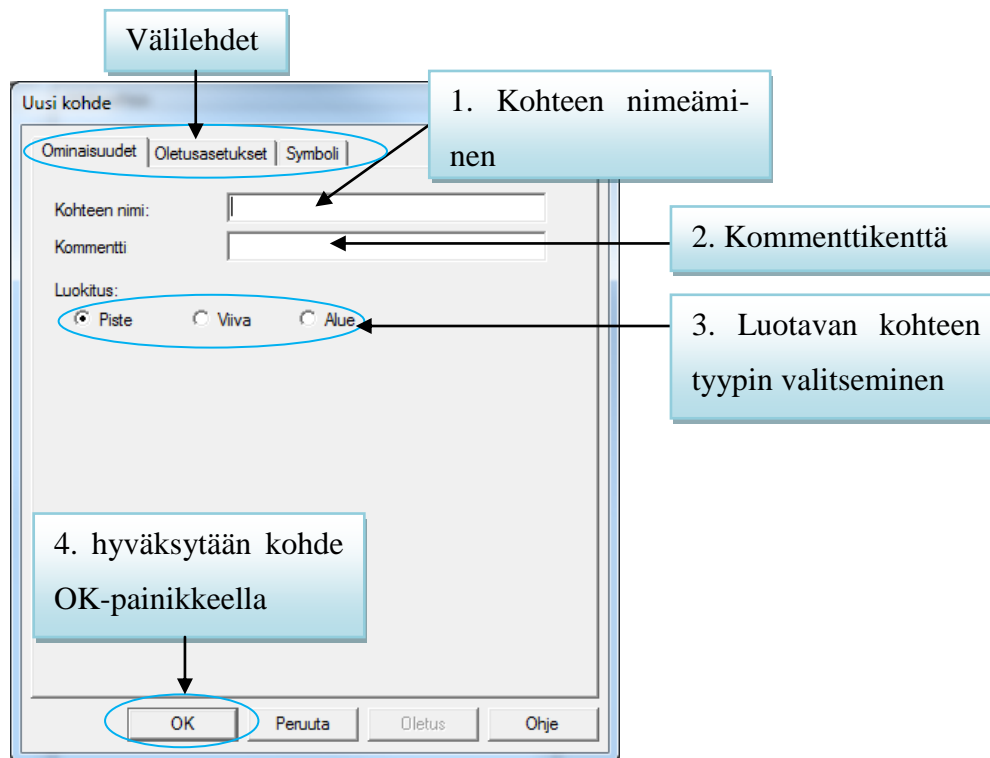 Välilehdet
Uusi kohde
1. Kohteen nimeämi-
nen
Ominaisuudet Oletusasetukset Symboli
Kohteen nimi:
Kommentti
2. Kommenttikenttä
Luokitus:
Piste Viiva Alue
3. Luotavan kohteen
tyypin valitseminen
4. hyväksytään kohde
OK-painikkeella
OK Peruuta Oletus Ohje